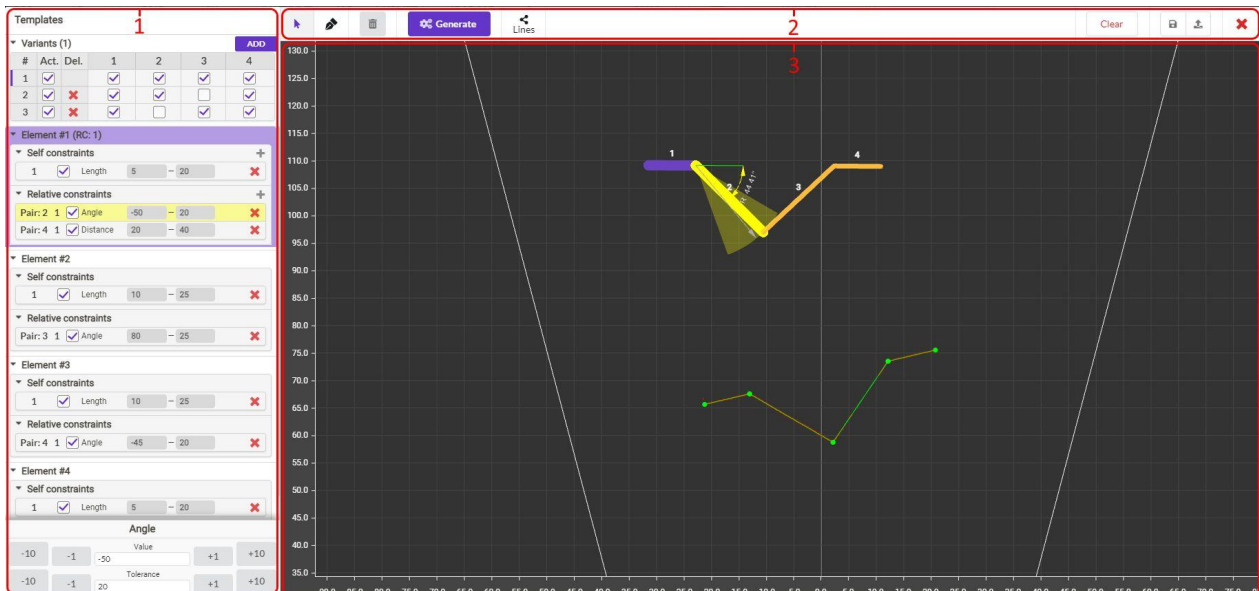 Templates
1
Variants (1)
ADD
# Act. Del. 1 2 3 4
1
2
3
Element #1 (RC: 1)
Self constraints +
1 Length 5 – 20
Relative constraints +
Pair: 2 1 Angle -50 – 20
Pair: 4 1 Distance 20 – 40
Element #2
Self constraints
1 Length 10 – 25
Relative constraints
Pair: 3 1 Angle 80 – 25
Element #3
Self constraints
1 Length 10 – 25
Relative constraints
Pair: 4 1 Angle -45 – 20
Element #4
Self constraints
1 Length 5 – 20
Angle
Value
-10 -1 -50 +1 +10
Tolerance
-10 -1 20 +1 +10
Generate
Lines
2
Clear
3
130.0
125.0
120.0
115.0
110.0
105.0
100.0
95.0
90.0
85.0
80.0
75.0
70.0
65.0
60.0
55.0
50.0
45.0
40.0
35.0
1
2
3
4
R: 44.41°